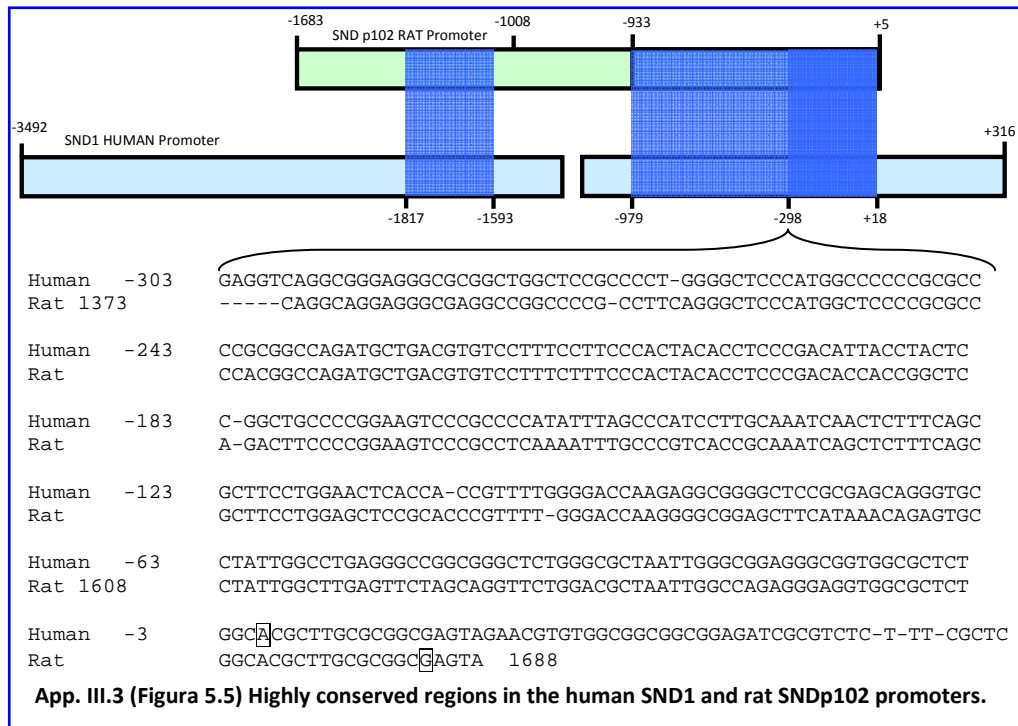 -1683 -1008 -933 +5
SND p102 RAT Promoter
-3492 +316
SND1 HUMAN Promoter
-1817 -1593 -979 -298 +18
Human -303 GAGGTCAGGCGGGAGGGCGCGGCTGGCTCCGCCCCT-GGGGCTCCCATGGCCCCCCGCGCC
Rat 1373 -----CAGGCAGGAGGGCGAGGCCGGCCCCG-CCTTCAGGGCTCCCATGGCTCCCCGCGCC
Human -243 CCGCGGCCAGATGCTGACGTGTCCTTTCCTTCCCACTACACCTCCCGACATTACCTACTC
Rat CCACGGCCAGATGCTGACGTGTCCTTTCTTTCCCACTACACCTCCCGACACCACCGGCTC
Human -183 C-GGCTGCCCCGGAAGTCCCGCCCCATATTTAGCCCATCCTTGCAAATCAACTCTTTCAGC
Rat A-GACTTCCCCGGAAGTCCCGCCTCAAAATTTGCCCGTCACCGCAAATCAGCTCTTTCAGC
Human -123 GCTTCCTGGAACTCACCA-CCGTTTTGGGGACCAAGAGGCGGGGCTCCGCGAGCAGGGTGC
Rat GCTTCCTGGAGCTCCGCACCCGTTTT-GGGACCAAGGGGCGGAGCTTCATAAACAGAGTGC
Human -63 CTATTGGCCTGAGGGCCGGCGGGCTCTGGGCGCTAATTGGGCGGAGGGCGGTGGCGCTCT
Rat 1608 CTATTGGCTTGAGTTCTAGCAGGTTCTGGACGCTAATTGGCCAGAGGGAGGTGGCGCTCT
Human -3 GGCACGCTTGCGCGGCGAGTAGAACGTGTGGCGGCGGCGGAGATCGCGTCTC-T-TT-CGCTC
Rat GGCACGCTTGCGCGGCGAGTA 1688
App. III.3 (Figura 5.5) Highly conserved regions in the human SND1 and rat SNDp102 promoters.